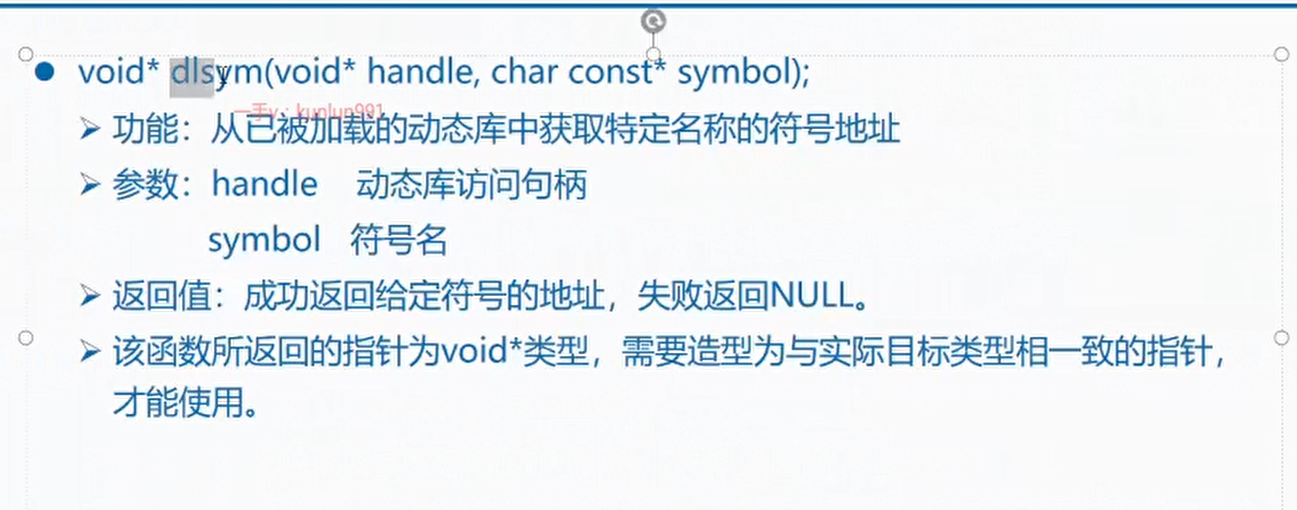 ● void* dlsym(void* handle, char const* symbol);
一手v：kunlun991
➢ 功能：从已被加载的动态库中获取特定名称的符号地址
➢ 参数：handle 动态库访问句柄
symbol 符号名
➢ 返回值：成功返回给定符号的地址，失败返回NULL。
➢ 该函数所返回的指针为void*类型，需要造型为与实际目标类型相一致的指针，
才能使用。